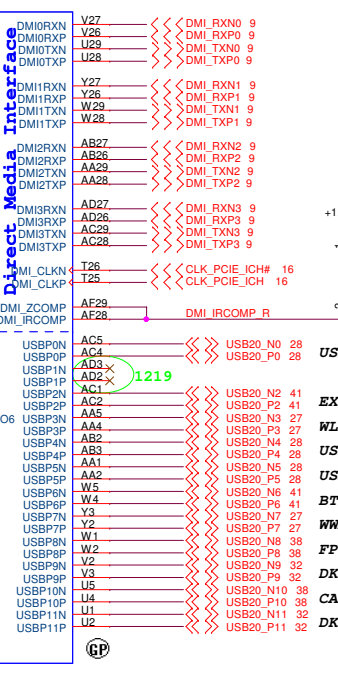 Direct Media Interface
DMI0RXN V27 DMI_RXN0 9
DMI0RXP V26 DMI_RXP0 9
DMI0TXN U29 DMI_TXN0 9
DMI0TXP U28 DMI_TXP0 9
DMI1RXN Y27 DMI_RXN1 9
DMI1RXP Y26 DMI_RXP1 9
DMI1TXN W29 DMI_TXN1 9
DMI1TXP W28 DMI_TXP1 9
DMI2RXN AB27 DMI_RXN2 9
DMI2RXP AB26 DMI_RXP2 9
DMI2TXN AA29 DMI_TXN2 9
DMI2TXP AA28 DMI_TXP2 9
DMI3RXN AD27 DMI_RXN3 9
DMI3RXP AD26 DMI_RXP3 9
DMI3TXN AC29 DMI_TXN3 9
DMI3TXP AC28 DMI_TXP3 9
+1
DMI_CLKN T26 CLK_PCIE_ICH# 16
DMI_CLKP T25 CLK_PCIE_ICH 16
DMI_ZCOMP AF29
DMI_IRCOMP AF28 DMI_IRCOMP_R
USBP0N AC5 USB20_N0 28
USBP0P AC4 USB20_P0 28 US
USBP1N AD3
USBP1P AD2 1219
USBP2N AC1 USB20_N2 41
USBP2P AC2 USB20_P2 41 EX
O6 USBP3N AA5 USB20_N3 27
USBP3P AA4 USB20_P3 27 WL
USBP4N AB2 USB20_N4 28
USBP4P AB3 USB20_P4 28 US
USBP5N AA1 USB20_N5 28
USBP5P AA2 USB20_P5 28 US
USBP6N W5 USB20_N6 41
USBP6P W4 USB20_P6 41 BT
USBP7N Y3 USB20_N7 27
USBP7P Y2 USB20_P7 27 WW
USBP8N W1 USB20_N8 38
USBP8P W2 USB20_P8 38 FP
USBP9N V2 USB20_N9 32
USBP9P V3 USB20_P9 32 DK
USBP10N U5 USB20_N10 38
USBP10P U4 USB20_P10 38 CA
USBP11N U1 USB20_N11 32
USBP11P U2 USB20_P11 32 DK
GP